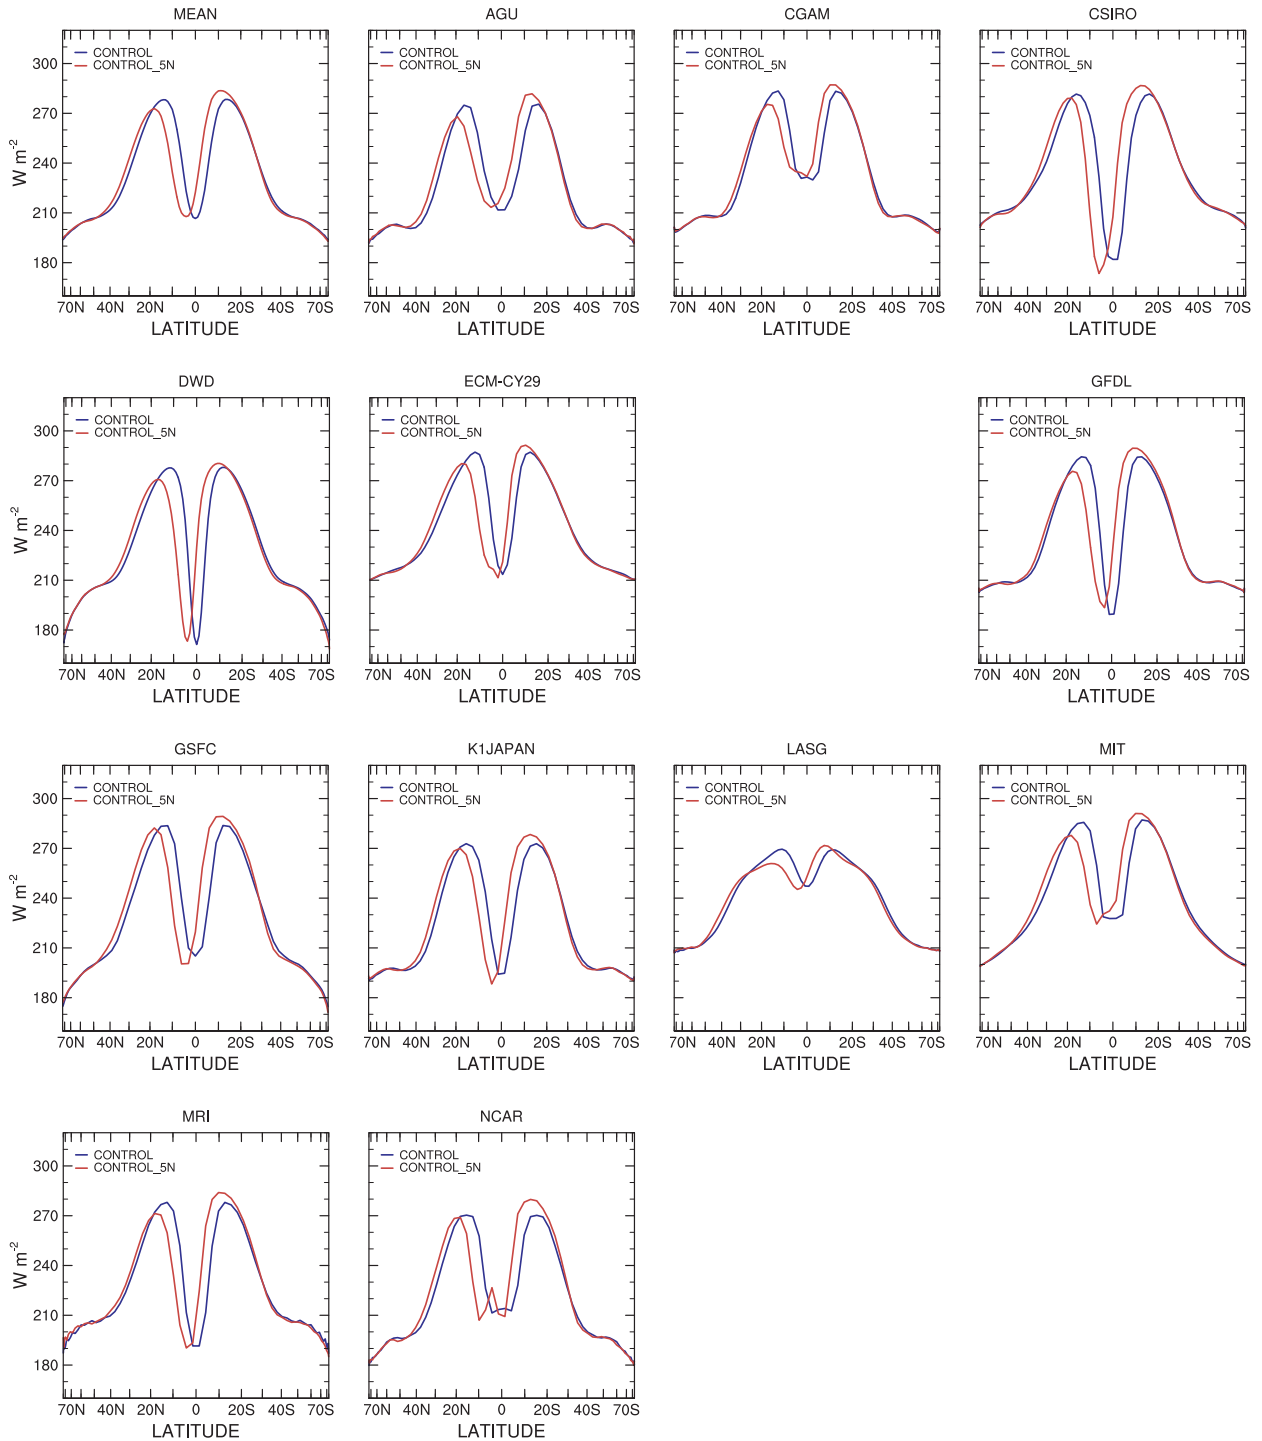 MEAN AGU CGAM CSIRO
CONTROL CONTROL CONTROL CONTROL
CONTROL_5N CONTROL_5N CONTROL_5N CONTROL_5N
300
270
240
210
180
W m-2
70N 40N 20N 0 20S 40S 70S 70N 40N 20N 0 20S 40S 70S 70N 40N 20N 0 20S 40S 70S 70N 40N 20N 0 20S 40S 70S
LATITUDE LATITUDE LATITUDE LATITUDE
DWD ECM-CY29 GFDL
CONTROL CONTROL CONTROL
CONTROL_5N CONTROL_5N CONTROL_5N
300
270
240
210
180
W m-2
70N 40N 20N 0 20S 40S 70S 70N 40N 20N 0 20S 40S 70S 70N 40N 20N 0 20S 40S 70S
LATITUDE LATITUDE LATITUDE
GSFC K1JAPAN LASG MIT
CONTROL CONTROL CONTROL CONTROL
CONTROL_5N CONTROL_5N CONTROL_5N CONTROL_5N
300
270
240
210
180
W m-2
70N 40N 20N 0 20S 40S 70S 70N 40N 20N 0 20S 40S 70S 70N 40N 20N 0 20S 40S 70S 70N 40N 20N 0 20S 40S 70S
LATITUDE LATITUDE LATITUDE LATITUDE
MRI NCAR
CONTROL CONTROL
CONTROL_5N CONTROL_5N
300
270
240
210
180
W m-2
70N 40N 20N 0 20S 40S 70S 70N 40N 20N 0 20S 40S 70S
LATITUDE LATITUDE